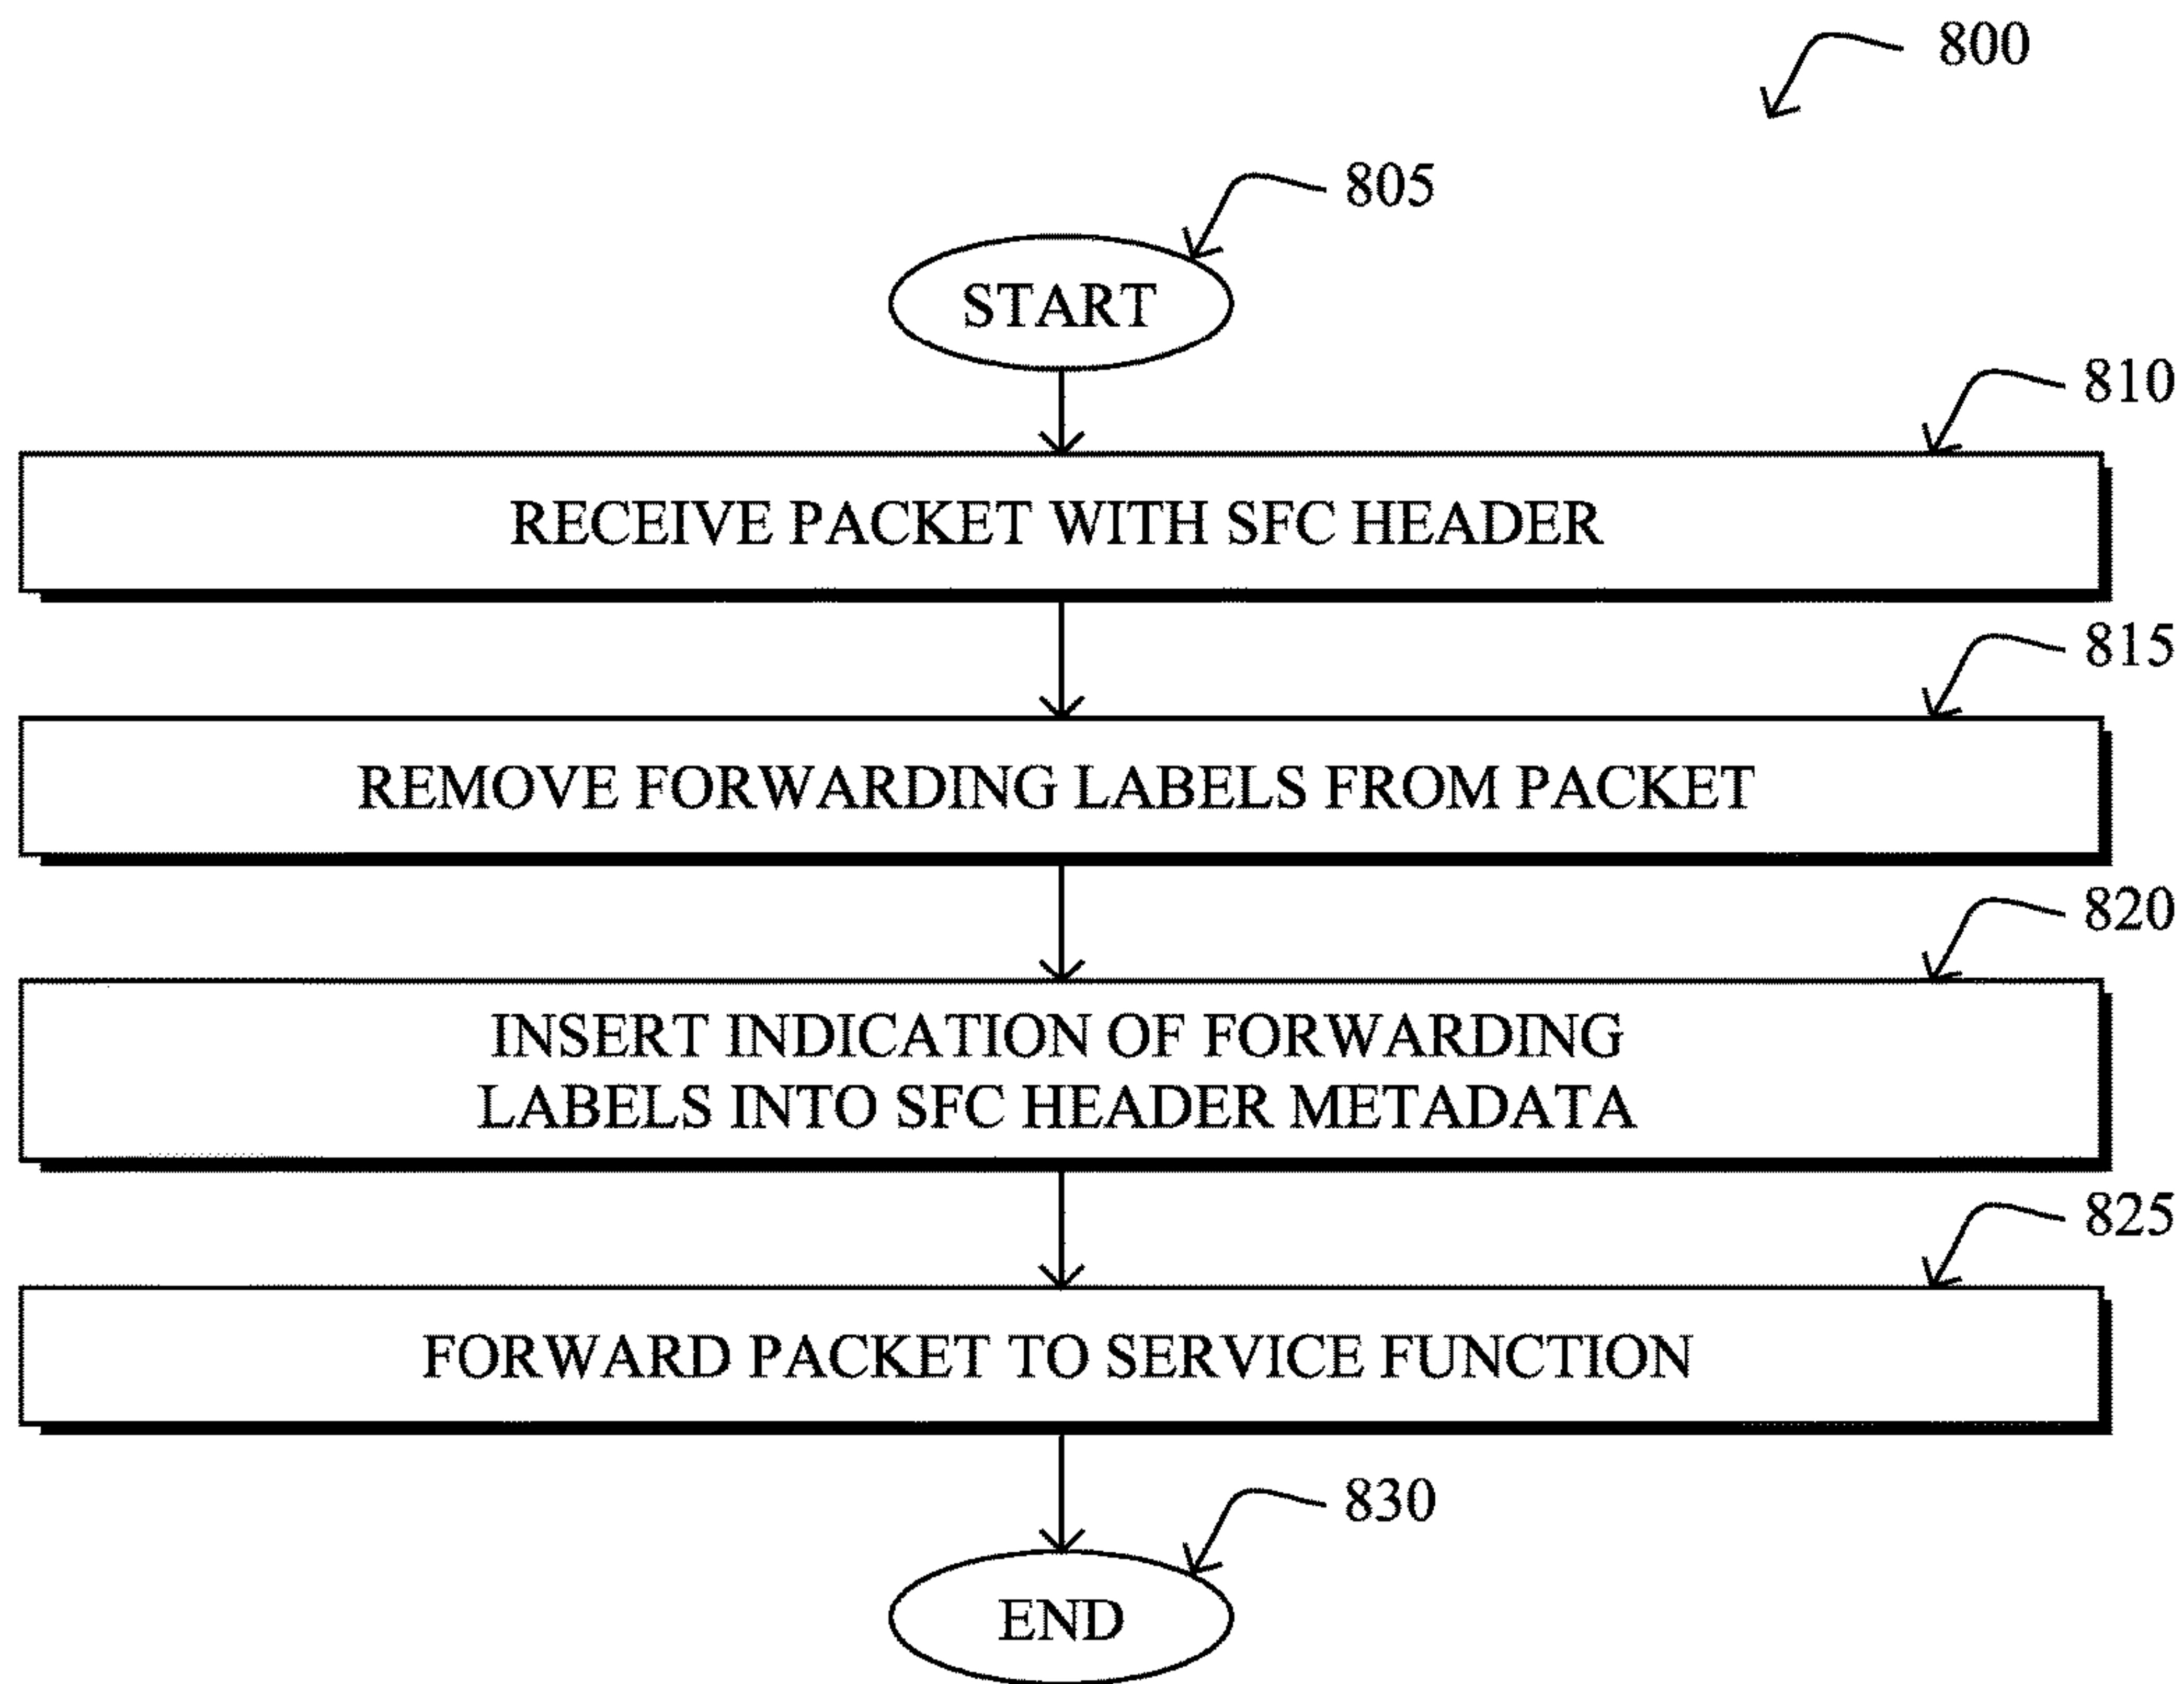 800
805
START
810
RECEIVE PACKET WITH SFC HEADER
815
REMOVE FORWARDING LABELS FROM PACKET
820
INSERT INDICATION OF FORWARDING
LABELS INTO SFC HEADER METADATA
825
FORWARD PACKET TO SERVICE FUNCTION
830
END